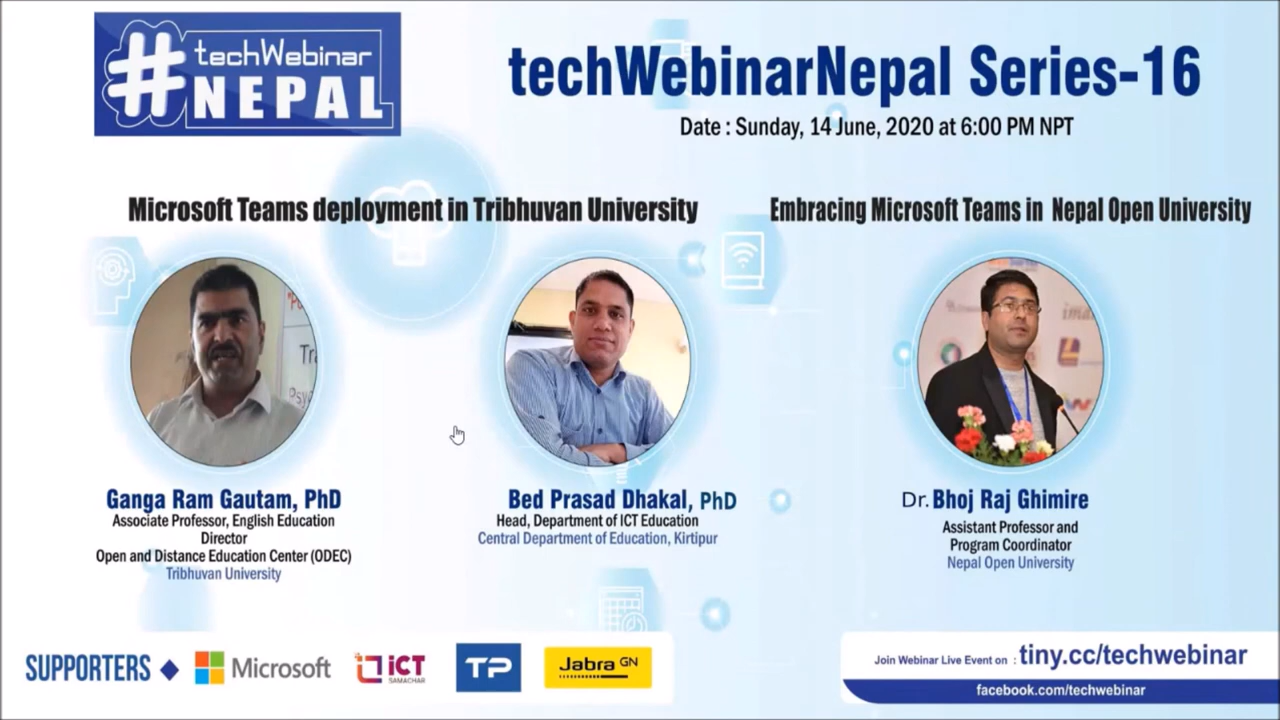 #techWebinar
NEPAL
techWebinarNepal Series-16
Date : Sunday, 14 June, 2020 at 6:00 PM NPT
Microsoft Teams deployment in Tribhuvan University
Embracing Microsoft Teams in Nepal Open University
Ganga Ram Gautam, PhD
Associate Professor, English Education
Director
Open and Distance Education Center (ODEC)
Tribhuvan University
Bed Prasad Dhakal, PhD
Head, Department of ICT Education
Central Department of Education, Kirtipur
Dr. Bhoj Raj Ghimire
Assistant Professor and
Program Coordinator
Nepal Open University
SUPPORTERS
Microsoft
iCT
SAMACHAR
TP
Jabra GN
Join Webinar Live Event on : tiny.cc/techwebinar
facebook.com/techwebinar